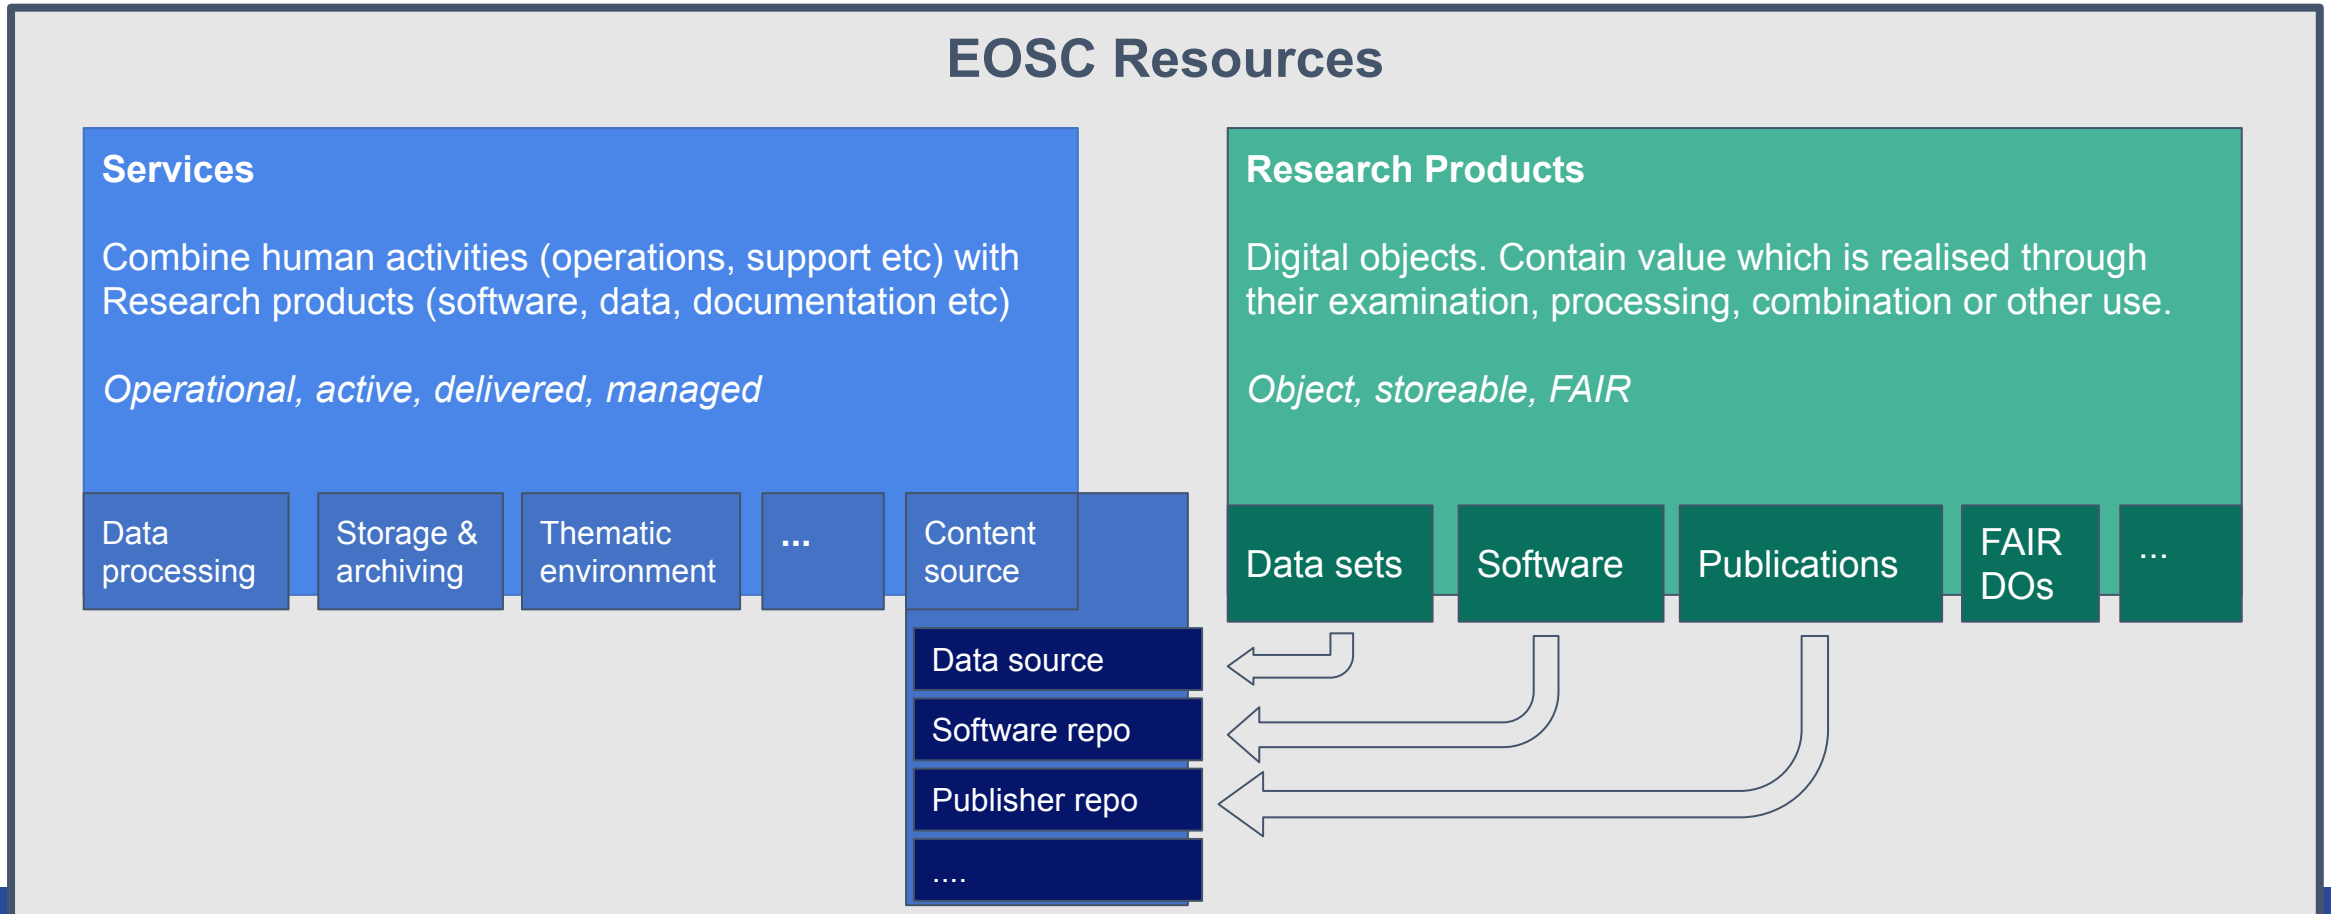 EOSC Resources
Services
Combine human activities (operations, support etc) with
Research products (software, data, documentation etc)
Operational, active, delivered, managed
Data
processing
Storage &
archiving
Thematic
environment
...
Content
source
Data source
Software repo
Publisher repo
....
Research Products
Digital objects. Contain value which is realised through
their examination, processing, combination or other use.
Object, storeable, FAIR
Data sets
Software
Publications
FAIR
DOs
...